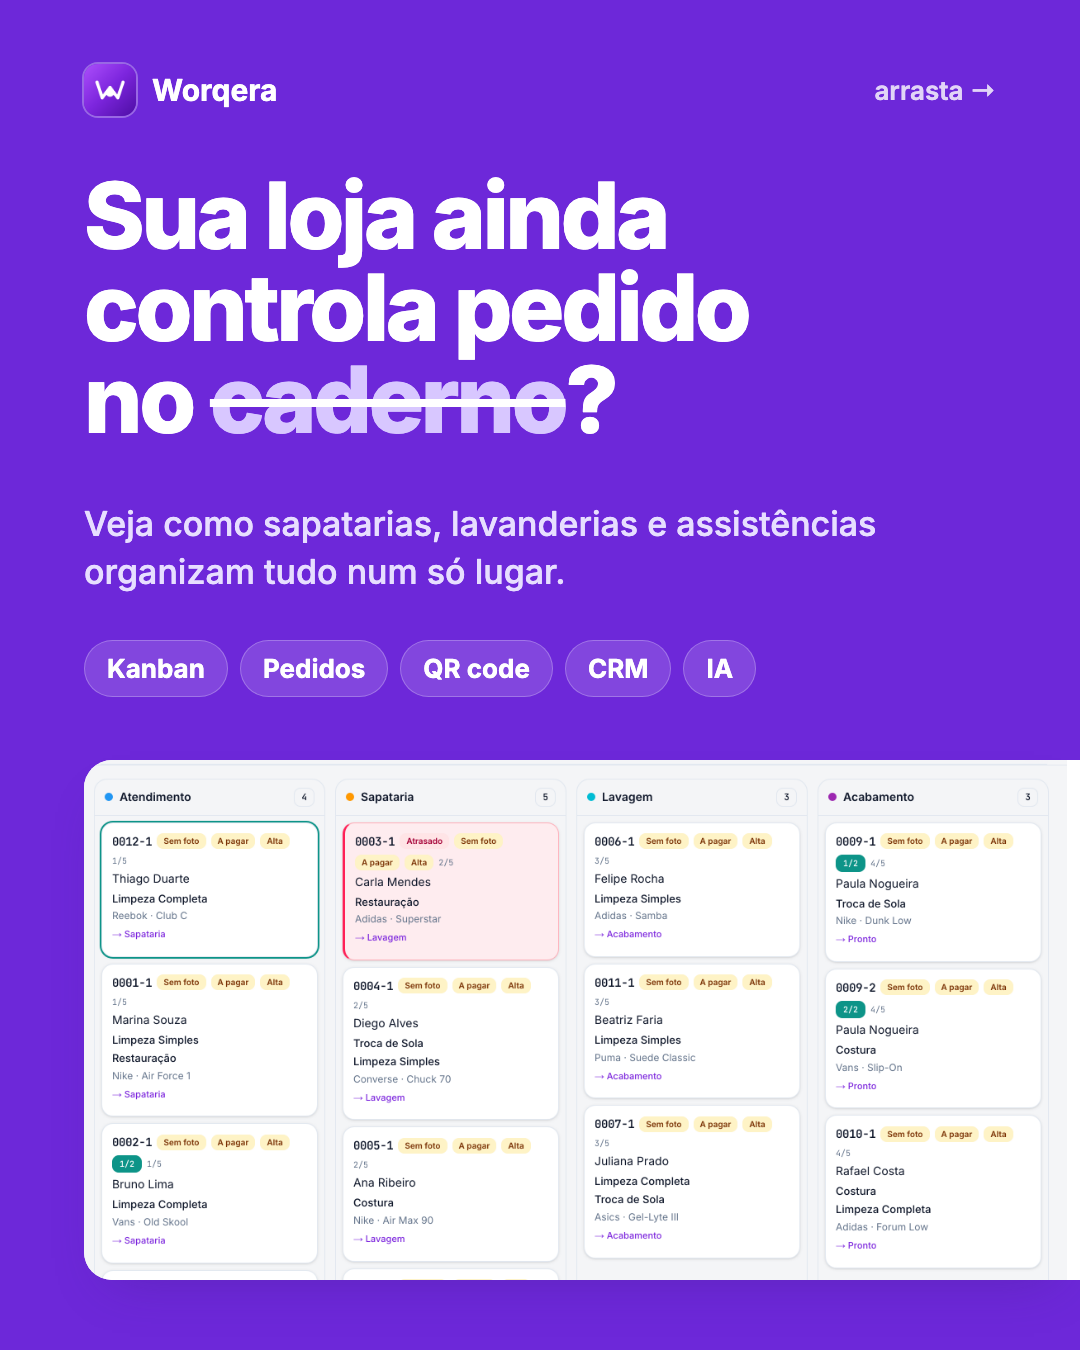 Worqera
arrasta →
Sua loja ainda
controla pedido
no caderno?
Veja como sapatarias, lavanderias e assistências
organizam tudo num só lugar.
Kanban
Pedidos
QR code
CRM
IA
Atendimento 4
0012-1 Sem foto A pagar Alta
1/5
Thiago Duarte
Limpeza Completa
Reebok · Club C
→ Sapataria
0001-1 Sem foto A pagar Alta
1/5
Marina Souza
Limpeza Simples
Restauração
Nike · Air Force 1
→ Sapataria
0002-1 Sem foto A pagar Alta
1/2 1/5
Bruno Lima
Limpeza Completa
Vans · Old Skool
→ Sapataria
Sapataria 5
0003-1 Atrasado Sem foto
A pagar Alta 2/5
Carla Mendes
Restauração
Adidas · Superstar
→ Lavagem
0004-1 Sem foto A pagar Alta
2/5
Diego Alves
Troca de Sola
Limpeza Simples
Converse · Chuck 70
→ Lavagem
0005-1 Sem foto A pagar Alta
2/5
Ana Ribeiro
Costura
Nike · Air Max 90
→ Lavagem
Lavagem 3
0006-1 Sem foto A pagar Alta
3/5
Felipe Rocha
Limpeza Simples
Adidas · Samba
→ Acabamento
0011-1 Sem foto A pagar Alta
3/5
Beatriz Faria
Limpeza Simples
Puma · Suede Classic
→ Acabamento
0007-1 Sem foto A pagar Alta
3/5
Juliana Prado
Limpeza Completa
Troca de Sola
Asics · Gel-Lyte III
→ Acabamento
Acabamento 3
0009-1 Sem foto A pagar Alta
1/2 4/5
Paula Nogueira
Troca de Sola
Nike · Dunk Low
→ Pronto
0009-2 Sem foto A pagar Alta
2/2 4/5
Paula Nogueira
Costura
Vans · Slip-On
→ Pronto
0010-1 Sem foto A pagar Alta
4/5
Rafael Costa
Costura
Limpeza Completa
Adidas · Forum Low
→ Pronto